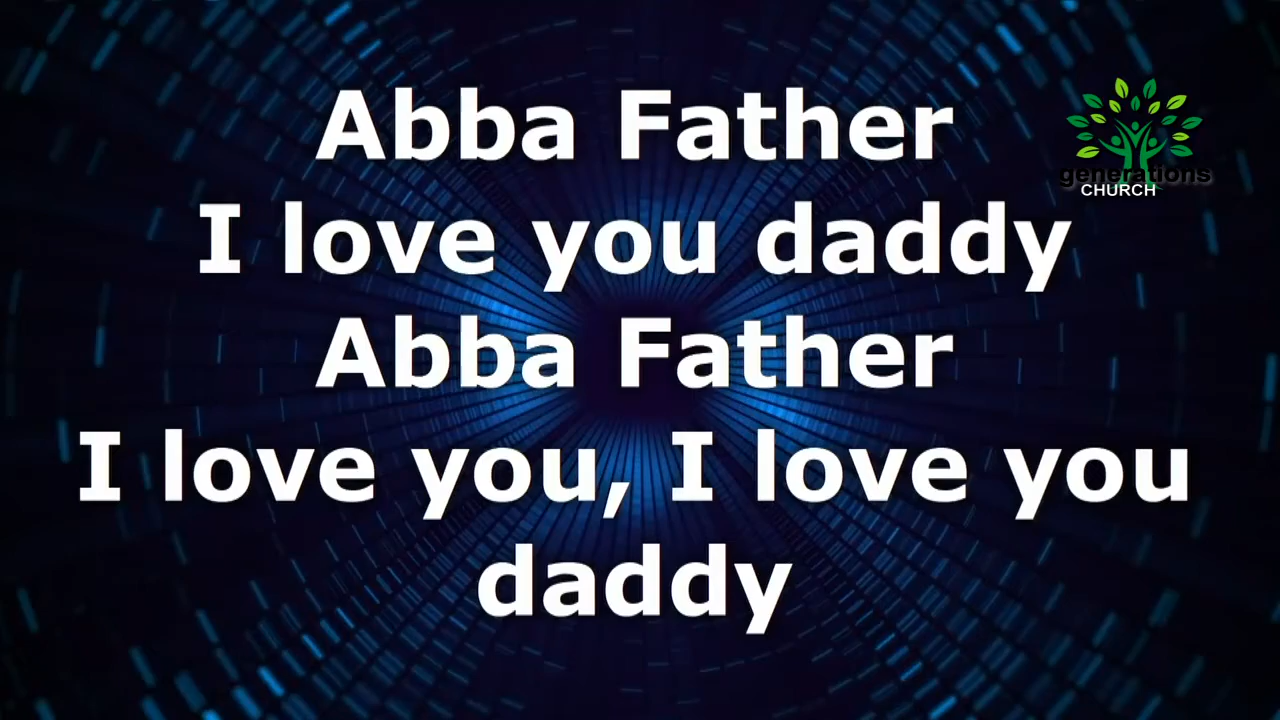 Abba Father
I love you daddy
Abba Father
I love you, I love you
daddy
generations
CHURCH